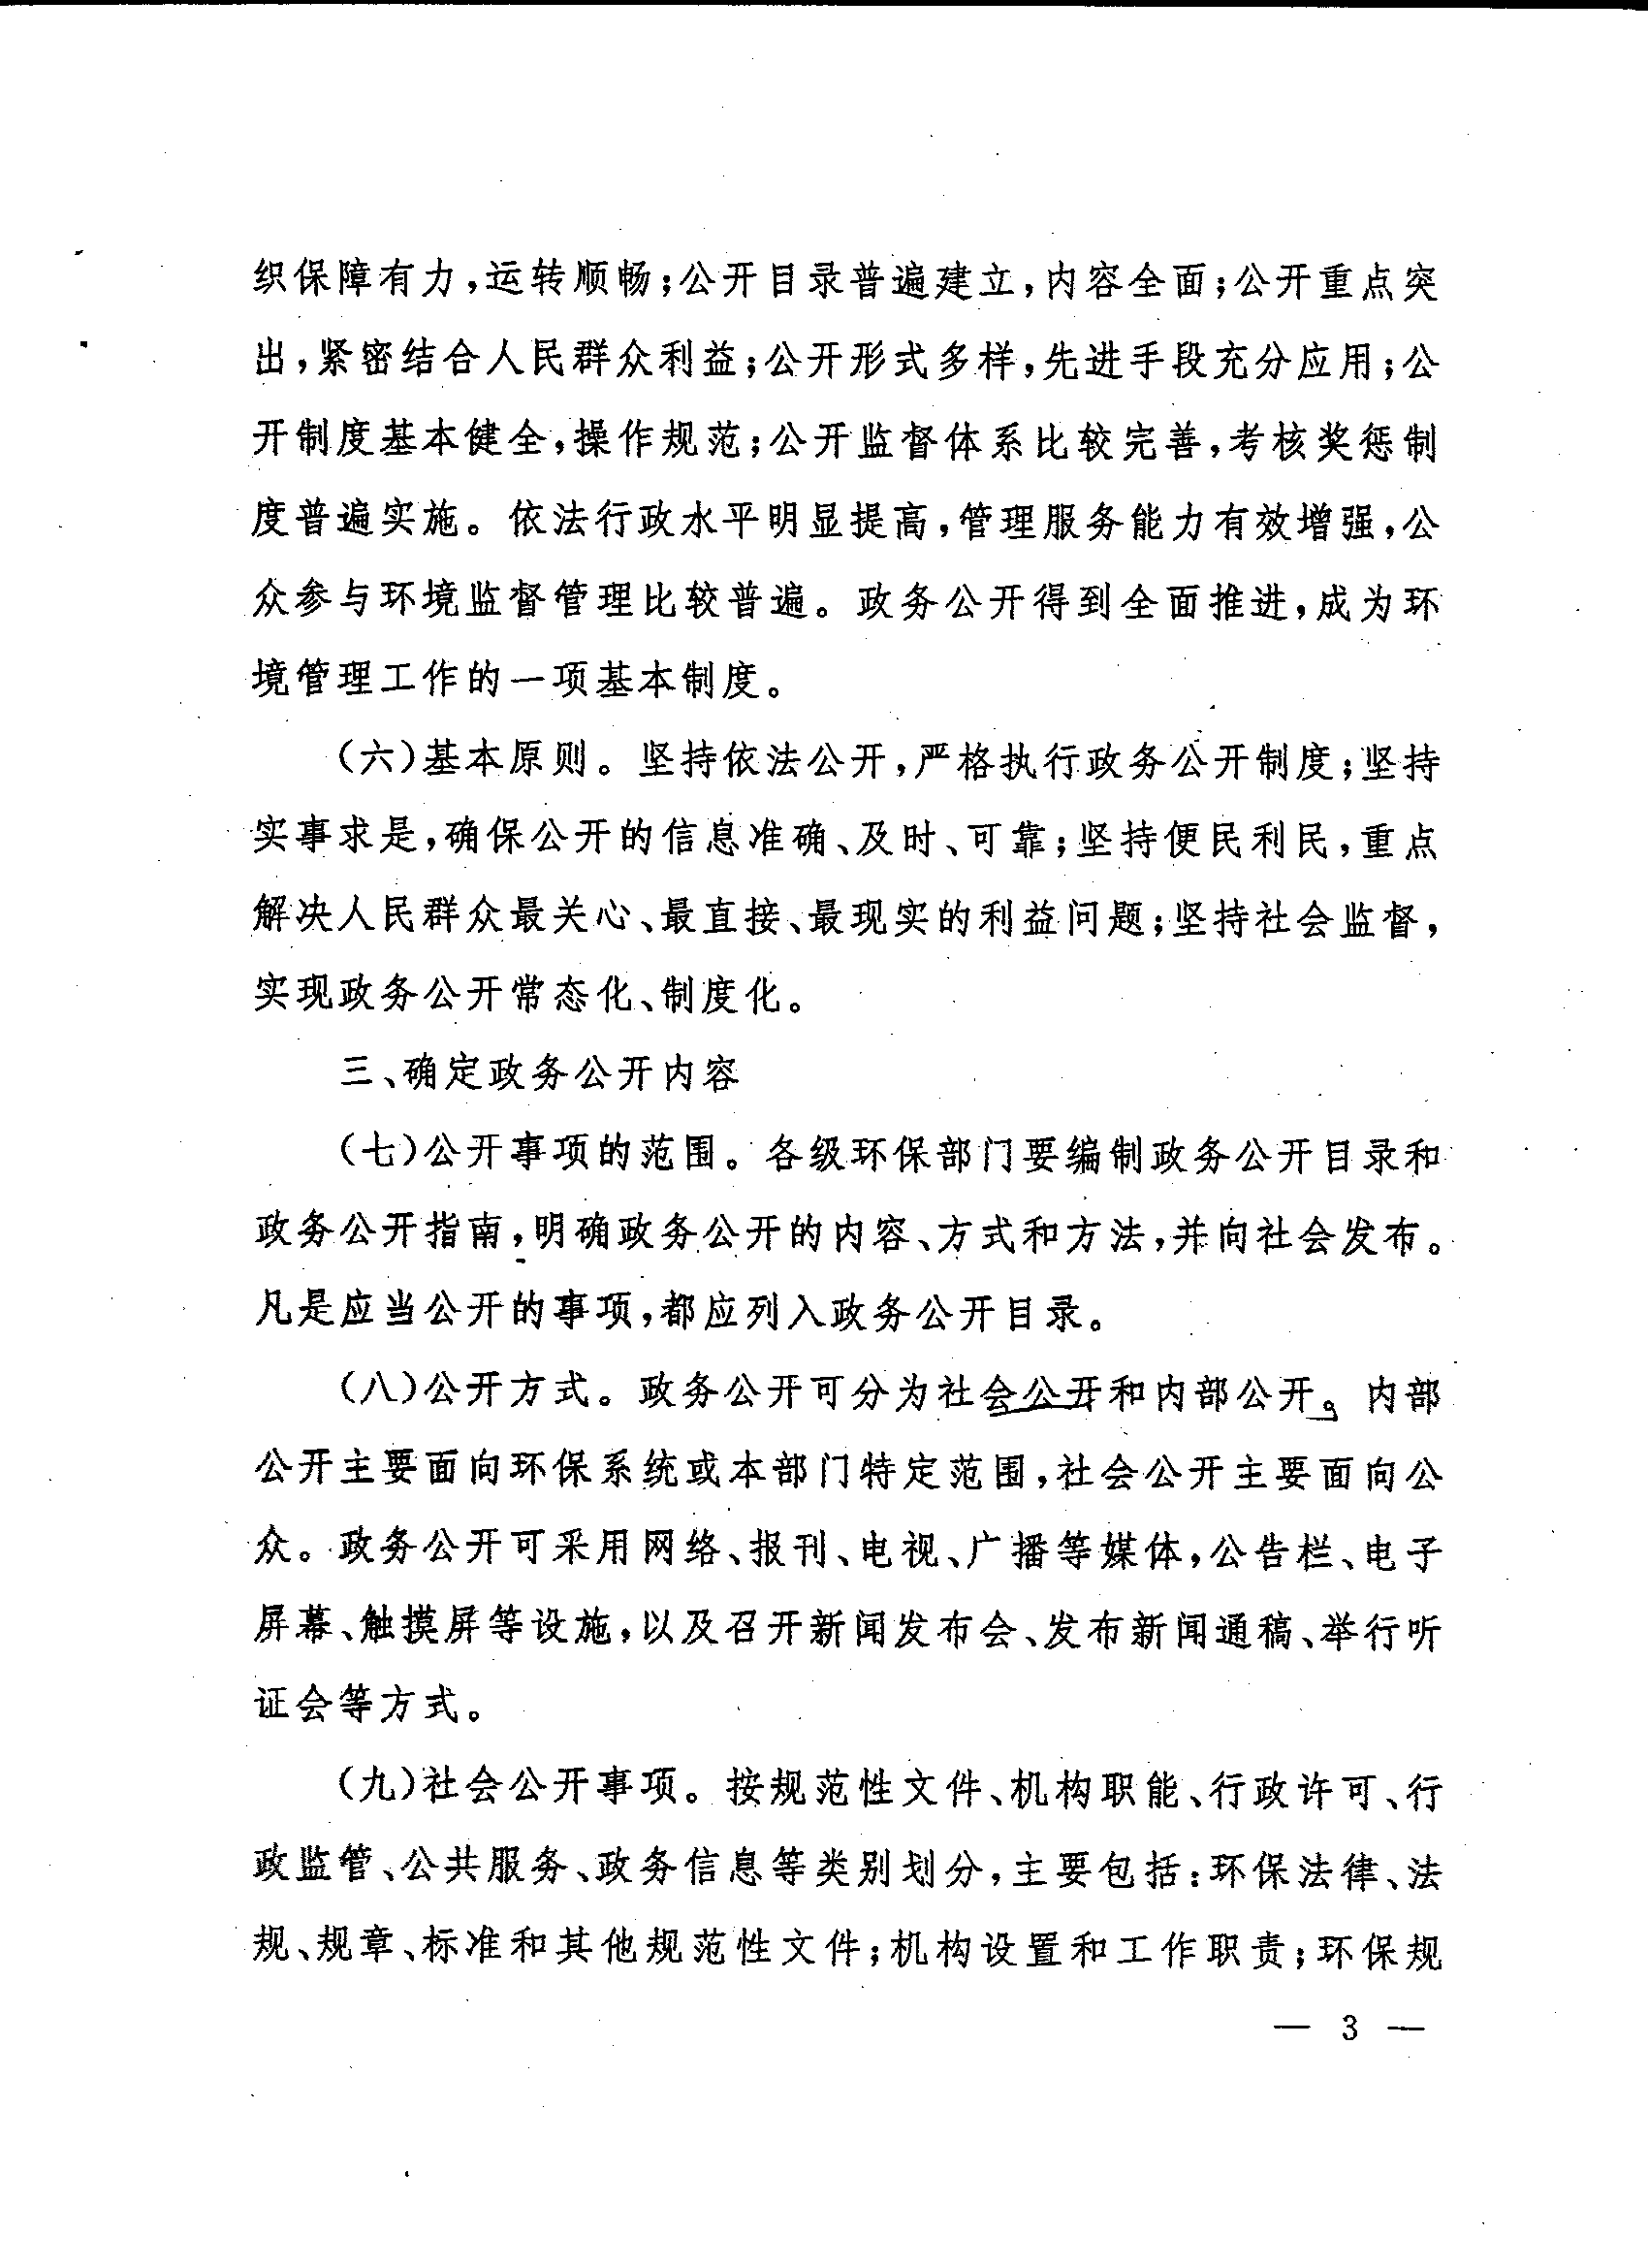 织保障有力,运转顺畅;公开目录普遍建立,内容全面;公开重点突
出,紧密结合人民群众利益;公开形式多样,先进手段充分应用;公
开制度基本健全,操作规范;公开监督体系比较完善,考核奖惩制
度普遍实施。依法行政水平明显提高,管理服务能力有效增强,公
众参与环境监督管理比较普遍。政务公开得到全面推进,成为环
境管理工作的一项基本制度。
(六)基本原则。坚持依法公开,严格执行政务公开制度;坚持
实事求是,确保公开的信息准确、及时、可靠;坚持便民利民,重点
解决人民群众最关心、最直接、最现实的利益问题;坚持社会监督,
实现政务公开常态化、制度化。
三、确定政务公开内容
(七)公开事项的范围。各级环保部门要编制政务公开目录和
政务公开指南,明确政务公开的内容、方式和方法,并向社会发布。
凡是应当公开的事项,都应列入政务公开目录。
(八)公开方式。政务公开可分为社会公开和内部公开。内部
公开主要面向环保系统或本部门特定范围,社会公开主要面向公
众。政务公开可采用网络、报刊、电视、广播等媒体,公告栏、电子
屏幕、触摸屏等设施,以及召开新闻发布会、发布新闻通稿、举行听
证会等方式。
(九)社会公开事项。按规范性文件、机构职能、行政许可、行
政监管、公共服务、政务信息等类别划分,主要包括:环保法律、法
规、规章、标准和其他规范性文件;机构设置和工作职责;环保规
— 3 —